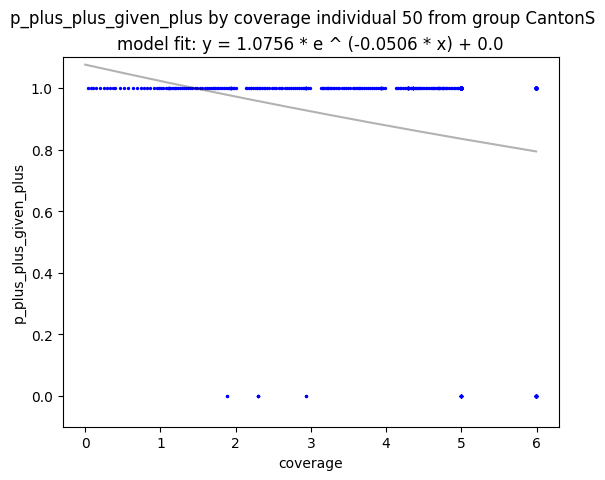 p_plus_plus_given_plus by coverage individual 50 from group CantonS
model fit: y = 1.0756 * e ^ (-0.0506 * x) + 0.0
1.0
0.8
0.6
0.4
0.2
0.0
p_plus_plus_given_plus
0 1 2 3 4 5 6
coverage